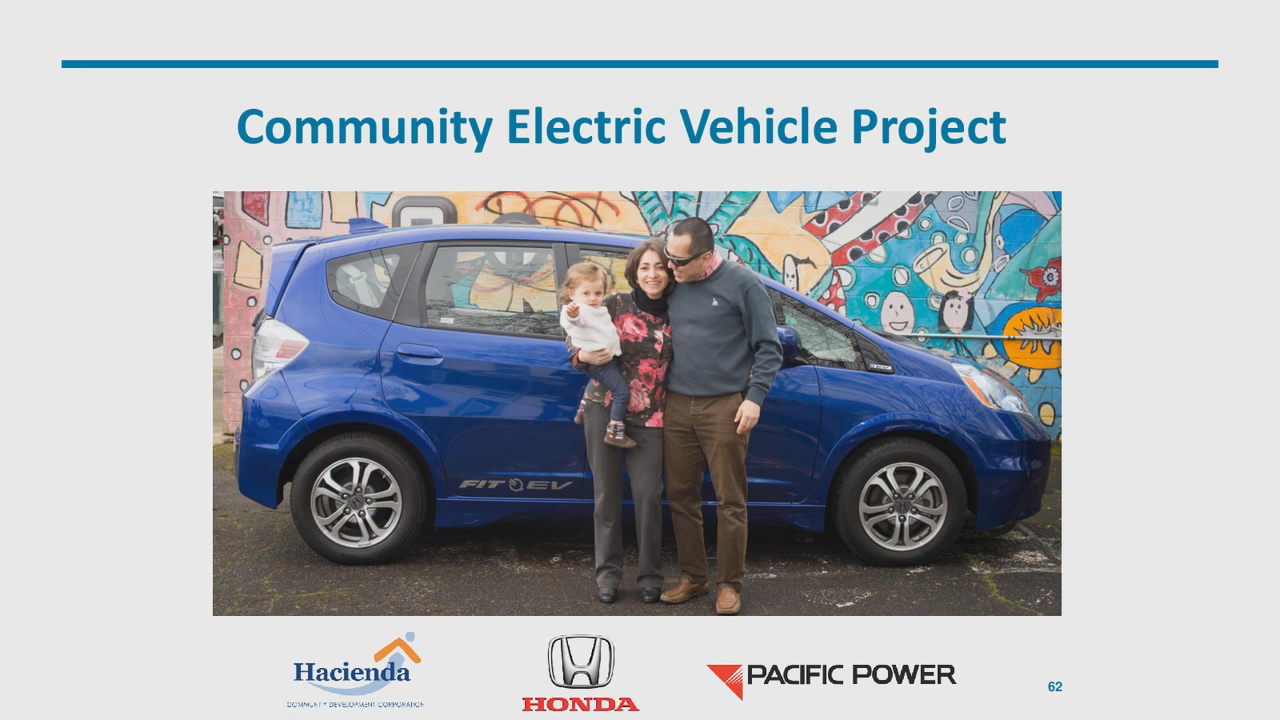 Community Electric Vehicle Project
FIT EV
Hacienda
COMMUNITY DEVELOPMENT CORPORATION
HONDA
PACIFIC POWER
62